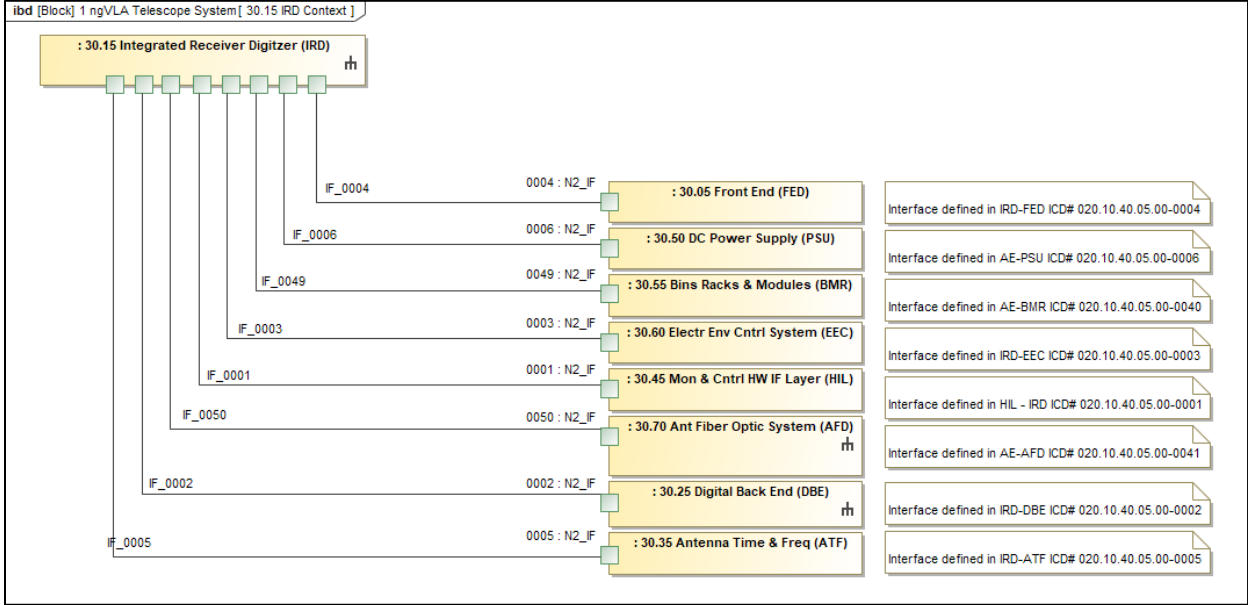 ibd [Block] 1 ngVLA Telescope System[ 30.15 IRD Context ]
: 30.15 Integrated Receiver Digitzer (IRD)
IF_0004
0004 : N2_IF
: 30.05 Front End (FED)
Interface defined in IRD-FED ICD# 020.10.40.05.00-0004
IF_0006
0006 : N2_IF
: 30.50 DC Power Supply (PSU)
Interface defined in AE-PSU ICD# 020.10.40.05.00-0006
IF_0049
0049 : N2_IF
: 30.55 Bins Racks & Modules (BMR)
Interface defined in AE-BMR ICD# 020.10.40.05.00-0040
IF_0003
0003 : N2_IF
: 30.60 Electr Env Cntrl System (EEC)
Interface defined in IRD-EEC ICD# 020.10.40.05.00-0003
IF_0001
0001 : N2_IF
: 30.45 Mon & Cntrl HW IF Layer (HIL)
Interface defined in HIL - IRD ICD# 020.10.40.05.00-0001
IF_0050
0050 : N2_IF
: 30.70 Ant Fiber Optic System (AFD)
Interface defined in AE-AFD ICD# 020.10.40.05.00-0041
IF_0002
0002 : N2_IF
: 30.25 Digital Back End (DBE)
Interface defined in IRD-DBE ICD# 020.10.40.05.00-0002
IF_0005
0005 : N2_IF
: 30.35 Antenna Time & Freq (ATF)
Interface defined in IRD-ATF ICD# 020.10.40.05.00-0005